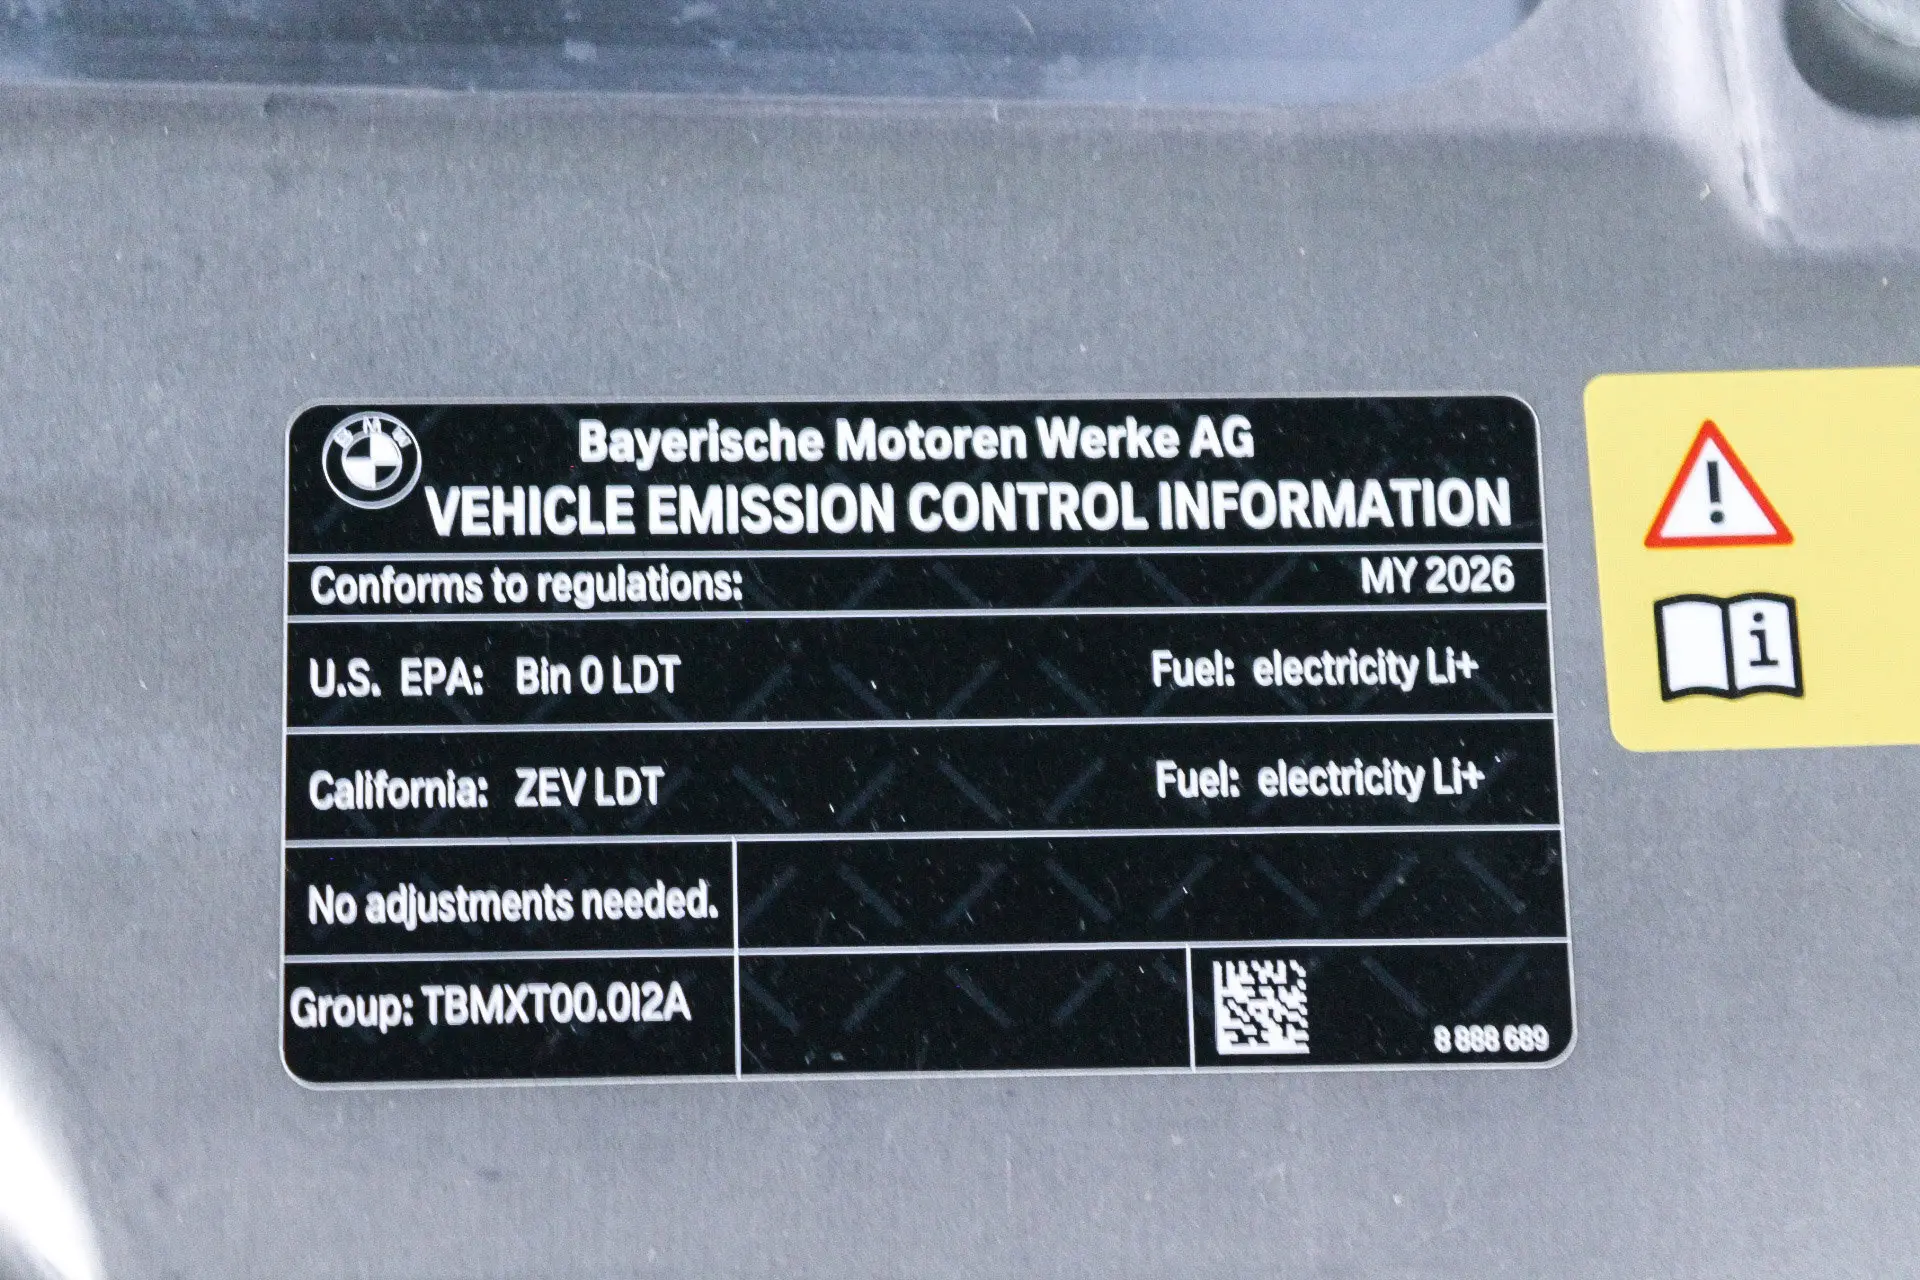 BMW
Bayerische Motoren Werke AG
VEHICLE EMISSION CONTROL INFORMATION
Conforms to regulations: MY 2026
U.S. EPA: Bin 0 LDT Fuel: electricity Li+
California: ZEV LDT Fuel: electricity Li+
No adjustments needed.
Group: TBMXT00.0I2A
8 888 689